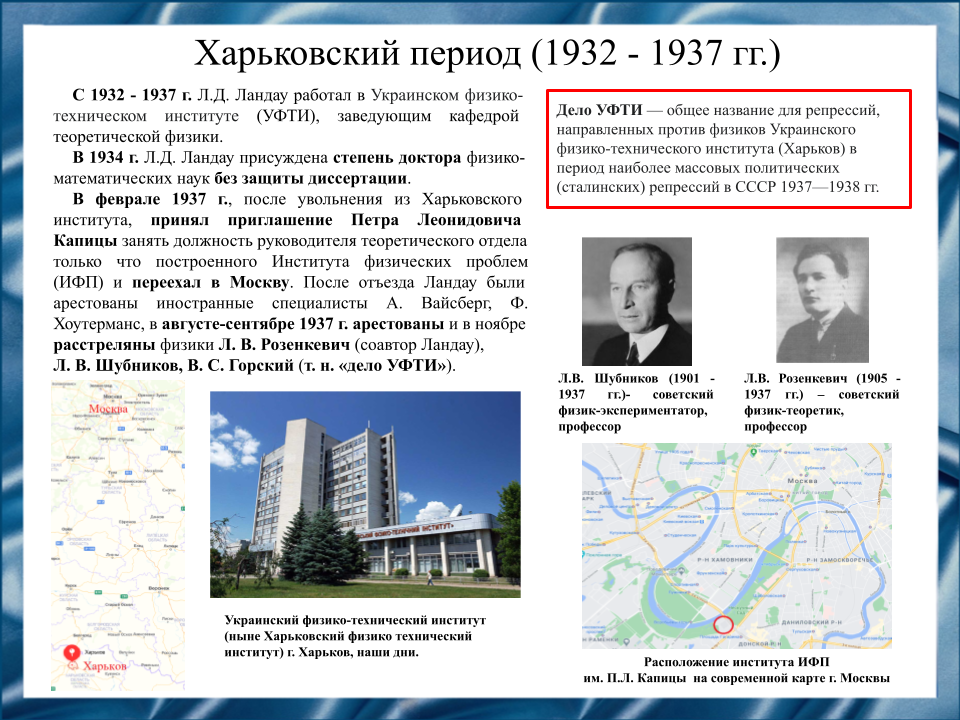 Харьковский период (1932 - 1937 гг.)
С 1932 - 1937 г. Л.Д. Ландау работал в Украинском физико-
техническом институте (УФТИ), заведующим кафедрой
теоретической физики.
В 1934 г. Л.Д. Ландау присуждена степень доктора физико-
математических наук без защиты диссертации.
В феврале 1937 г., после увольнения из Харьковского
института, принял приглашение Петра Леонидовича
Капицы занять должность руководителя теоретического отдела
только что построенного Института физических проблем
(ИФП) и переехал в Москву. После отъезда Ландау были
арестованы иностранные специалисты А. Вайсберг, Ф.
Хоутерманс, в августе-сентябре 1937 г. арестованы и в ноябре
расстреляны физики Л. В. Розенкевич (соавтор Ландау),
Л. В. Шубников, В. С. Горский (т. н. «дело УФТИ»).
Дело УФТИ — общее название для репрессий,
направленных против физиков Украинского
физико-технического института (Харьков) в
период наиболее массовых политических
(сталинских) репрессий в СССР 1937—1938 гг.
Л.В. Шубников (1901 -
1937 гг.)- советский
физик-экспериментатор,
профессор
Л.В. Розенкевич (1905 -
1937 гг.) – советский
физик-теоретик,
профессор
Москва
Харьков
Харьков
ФІЗИКО-ТЕХНІЧНИЙ ІНСТИТУТ
Украинский физико-технический институт
(ныне Харьковский физико технический
институт) г. Харьков, наши дни.
Москва
Р-Н ХАМОВНИКИ
Р-Н ЗАМОСКВОРЕЧЬЕ
ДАНИЛОВСКИЙ Р-Н
ДОНСКОЙ Р-Н
Р-Н РАМЕНКИ
Расположение института ИФП
им. П.Л. Капицы на современной карте г. Москвы